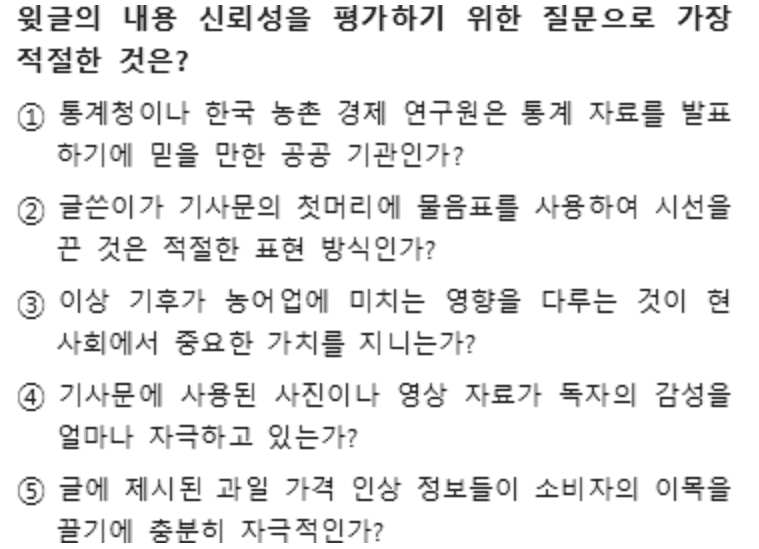 윗글의 내용 신뢰성을 평가하기 위한 질문으로 가장
적절한 것은?
① 통계청이나 한국 농촌 경제 연구원은 통계 자료를 발표
하기에 믿을 만한 공공 기관인가?
② 글쓴이가 기사문의 첫머리에 물음표를 사용하여 시선을
끈 것은 적절한 표현 방식인가?
③ 이상 기후가 농어업에 미치는 영향을 다루는 것이 현
사회에서 중요한 가치를 지니는가?
④ 기사문에 사용된 사진이나 영상 자료가 독자의 감성을
얼마나 자극하고 있는가?
⑤ 글에 제시된 과일 가격 인상 정보들이 소비자의 이목을
끌기에 충분히 자극적인가?